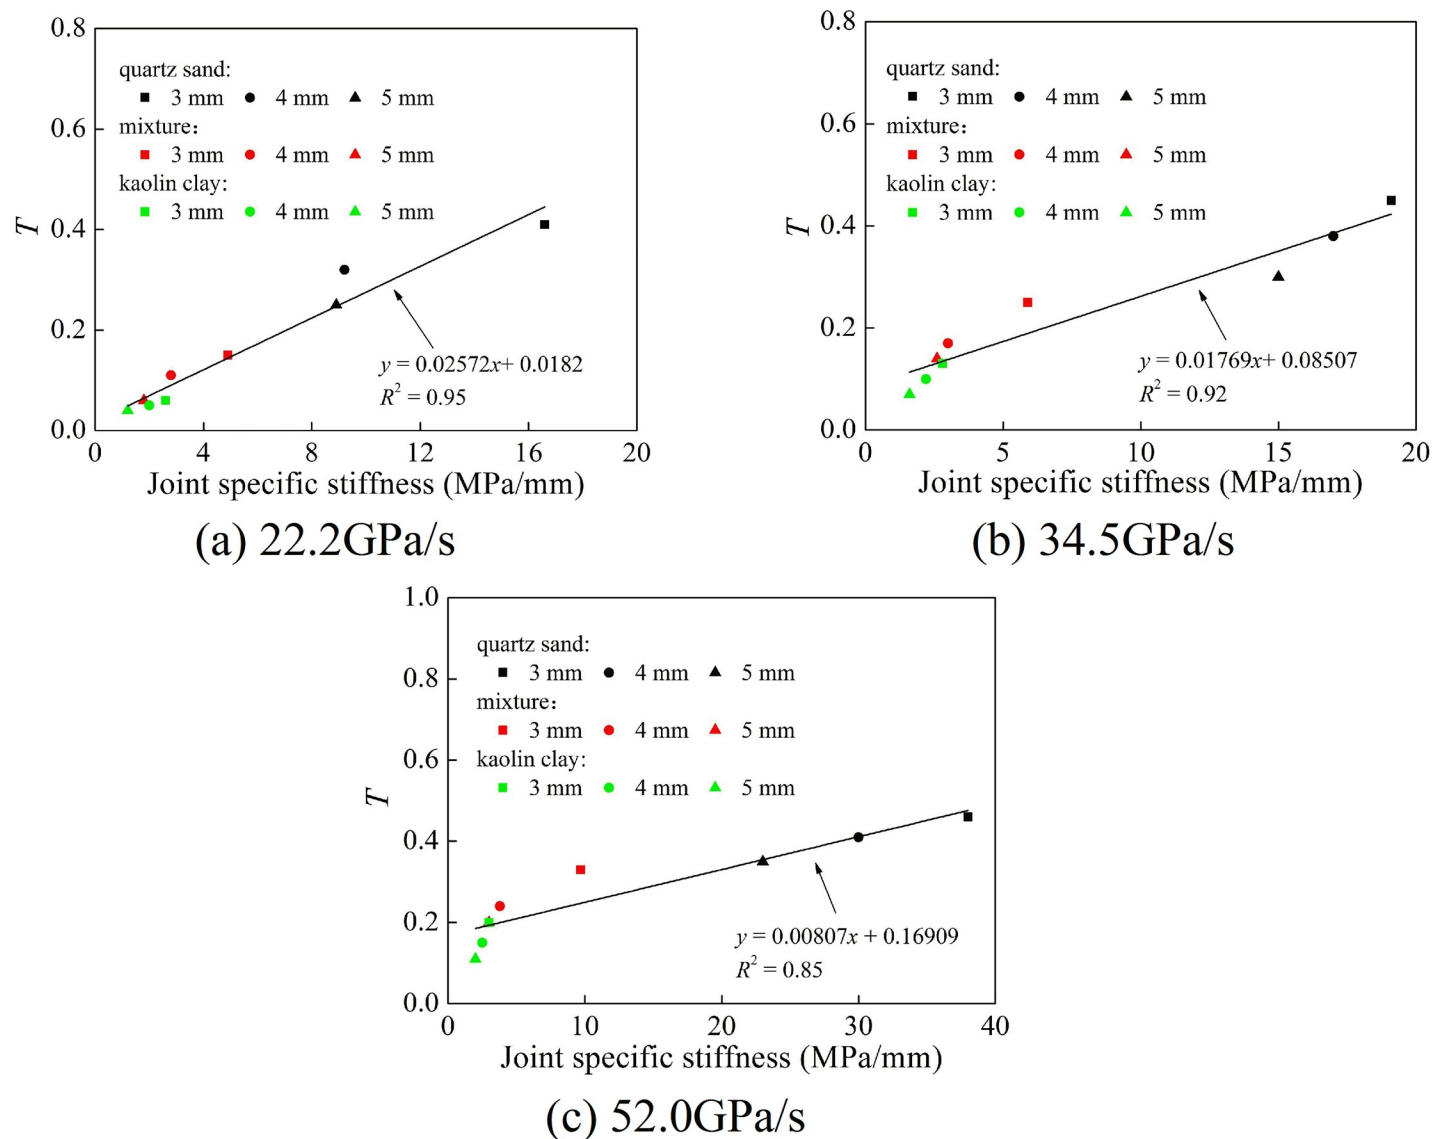 0.8
0.6
0.4
0.2
0.0
T
quartz sand:
3 mm 4 mm 5 mm
mixture：
3 mm 4 mm 5 mm
kaolin clay:
3 mm 4 mm 5 mm
y = 0.02572x+ 0.0182
R² = 0.95
0 4 8 12 16 20
Joint specific stiffness (MPa/mm)
(a) 22.2GPa/s
0.8
0.6
0.4
0.2
0.0
T
quartz sand:
3 mm 4 mm 5 mm
mixture：
3 mm 4 mm 5 mm
kaolin clay:
3 mm 4 mm 5 mm
y = 0.01769x+ 0.08507
R² = 0.92
0 5 10 15 20
Joint specific stiffness (MPa/mm)
(b) 34.5GPa/s
1.0
0.8
0.6
0.4
0.2
0.0
T
quartz sand:
3 mm 4 mm 5 mm
mixture：
3 mm 4 mm 5 mm
kaolin clay:
3 mm 4 mm 5 mm
y = 0.00807x + 0.16909
R² = 0.85
0 10 20 30 40
Joint specific stiffness (MPa/mm)
(c) 52.0GPa/s